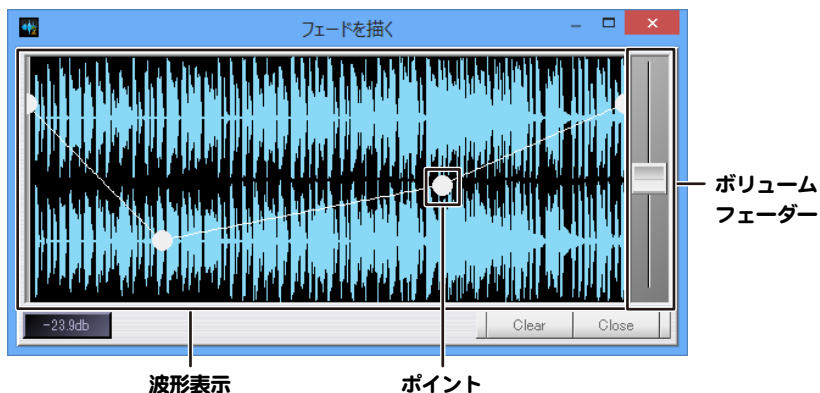 フェードを描く
ボリューム
フェーダー
-23.9db
Clear
Close
波形表示
ポイント